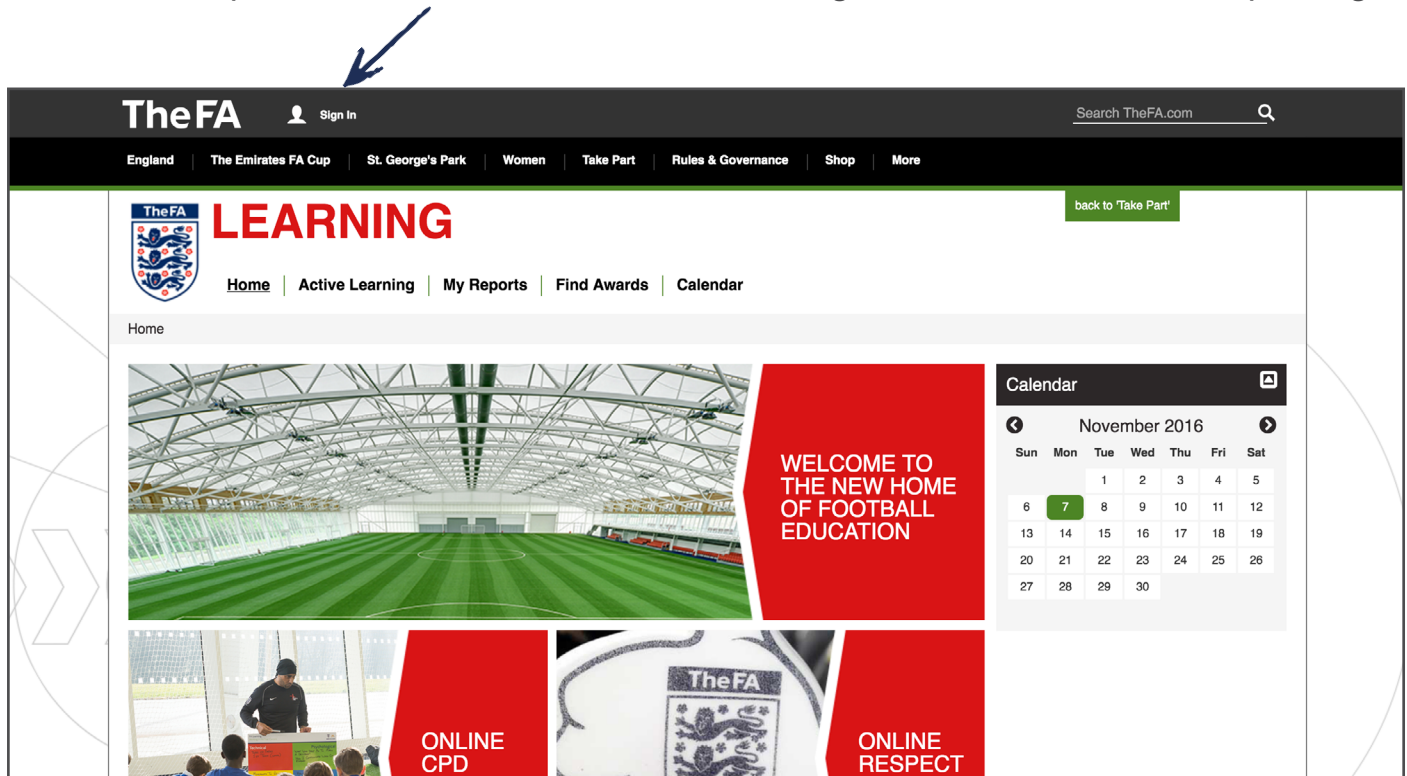 TheFA
Sign In
Search TheFA.com
England The Emirates FA Cup St. George's Park Women Take Part Rules & Governance Shop More
back to 'Take Part'
TheFA
LEARNING
Home Active Learning My Reports Find Awards Calendar
Home
WELCOME TO
THE NEW HOME
OF FOOTBALL
EDUCATION
Calendar
November 2016
Sun Mon Tue Wed Thu Fri Sat
1 2 3 4 5
6 7 8 9 10 11 12
13 14 15 16 17 18 19
20 21 22 23 24 25 26
27 28 29 30
ONLINE
CPD
TheFA
ONLINE
RESPECT